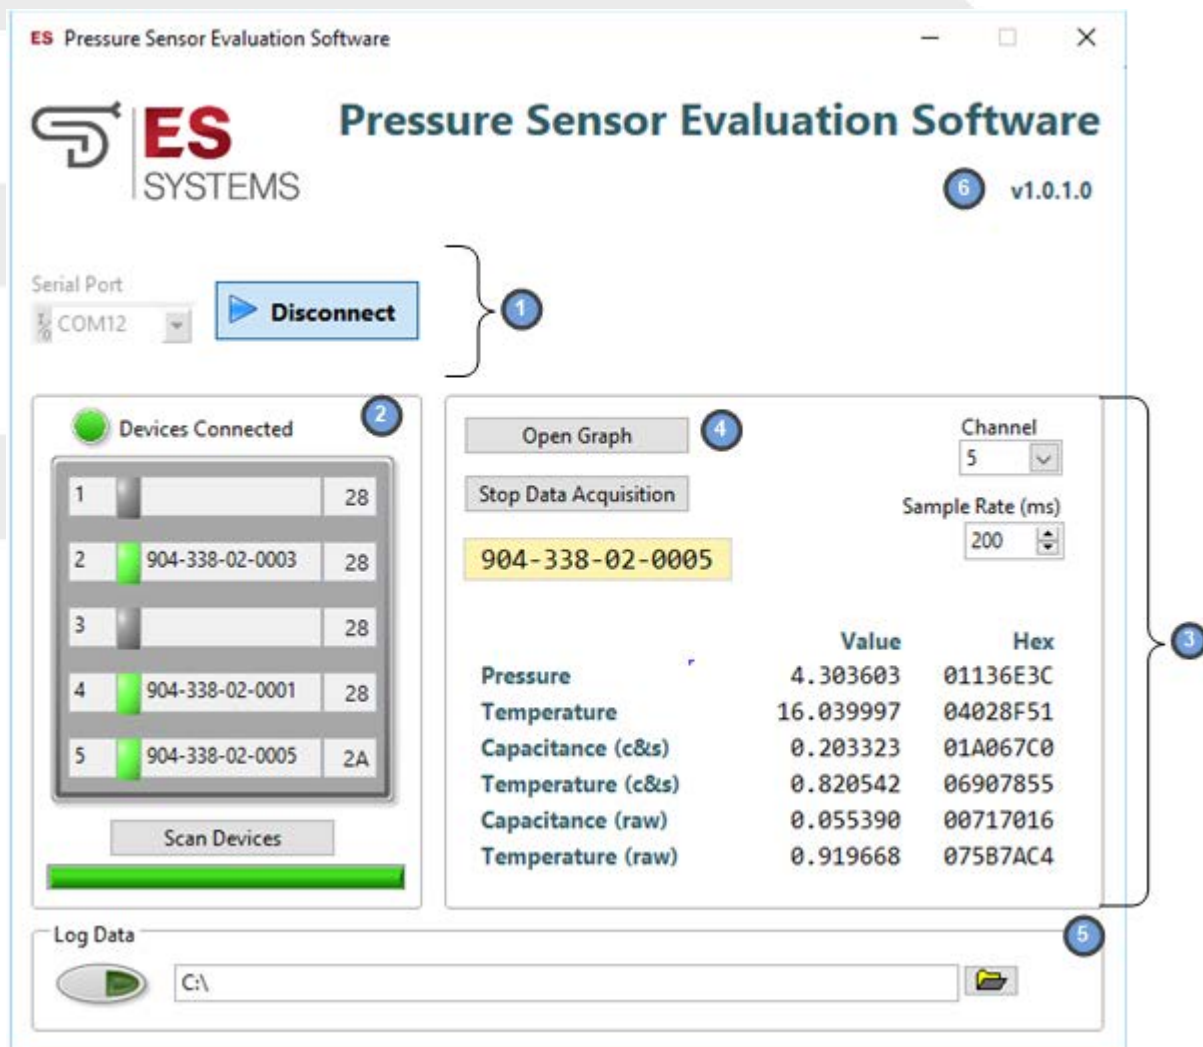 ES Pressure Sensor Evaluation Software
ES
SYSTEMS
Pressure Sensor Evaluation Software
6 v1.0.1.0
Serial Port
I/O COM12
Disconnect
1
Devices Connected
2
1 28
2 904-338-02-0003 28
3 28
4 904-338-02-0001 28
5 904-338-02-0005 2A
Scan Devices
Open Graph
4
Channel
5
Stop Data Acquisition
Sample Rate (ms)
200
904-338-02-0005
Value Hex
Pressure 4.303603 01136E3C
Temperature 16.039997 04028F51
Capacitance (c&s) 0.203323 01A067C0
Temperature (c&s) 0.820542 06907855
Capacitance (raw) 0.055390 00717016
Temperature (raw) 0.919668 075B7AC4
3
Log Data
5
C:\